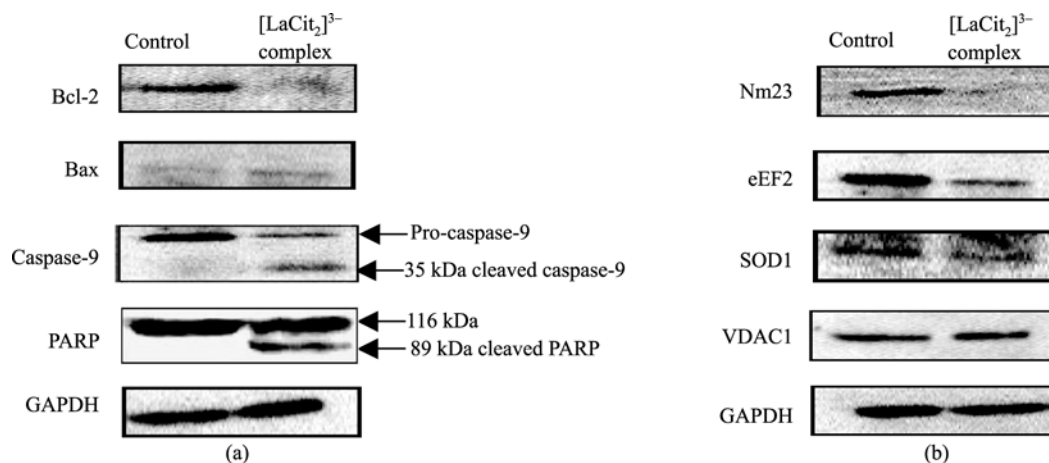 Control
[LaCit₂]³⁻
complex
Bcl-2
Bax
Caspase-9
Pro-caspase-9
35 kDa cleaved caspase-9
PARP
116 kDa
89 kDa cleaved PARP
GAPDH
(a)
Control
[LaCit₂]³⁻
complex
Nm23
eEF2
SOD1
VDAC1
GAPDH
(b)